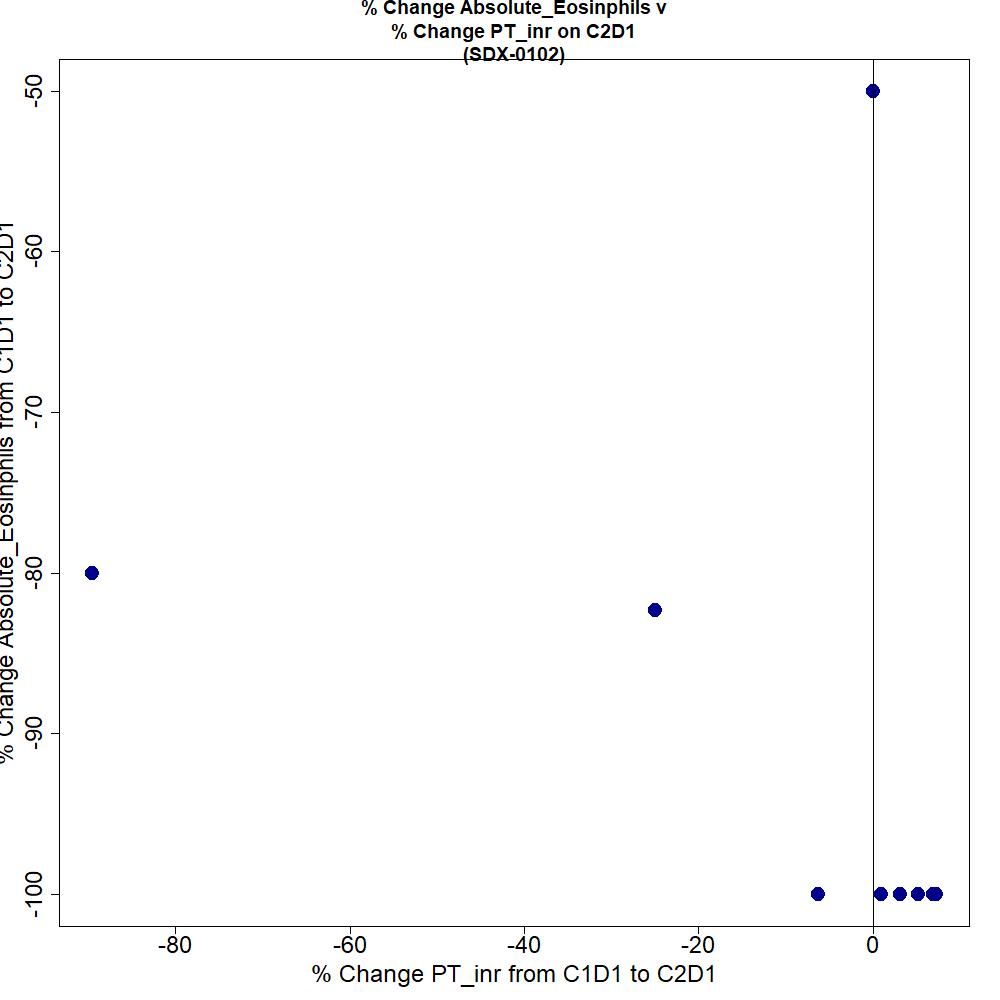 % Change Absolute_Eosinphils v
% Change PT_inr on C2D1
(SDX-0102)
% Change Absolute_Eosinphils from C1D1 to C2D1
-50
-60
-70
-80
-90
-100
-80
-60
-40
-20
0
% Change PT_inr from C1D1 to C2D1